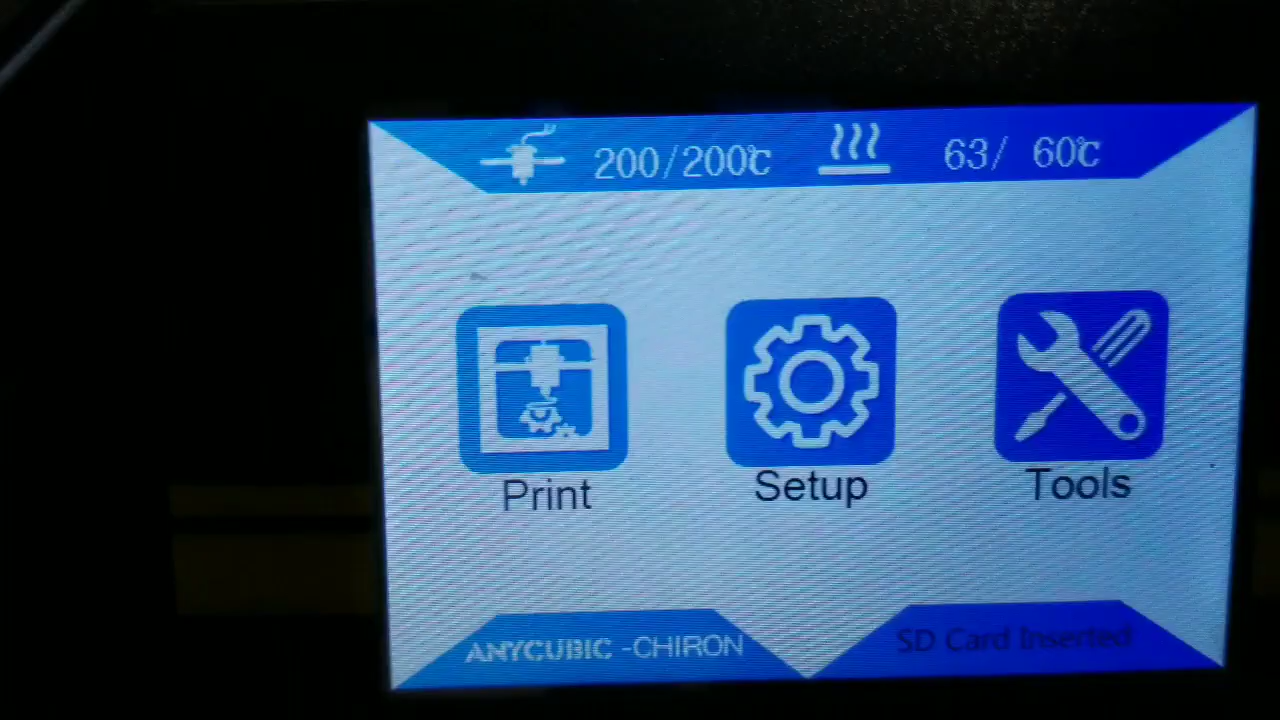 200/200℃ 63/ 60℃
Print Setup Tools
ANYCUBIC -CHIRON SD Card Inserted